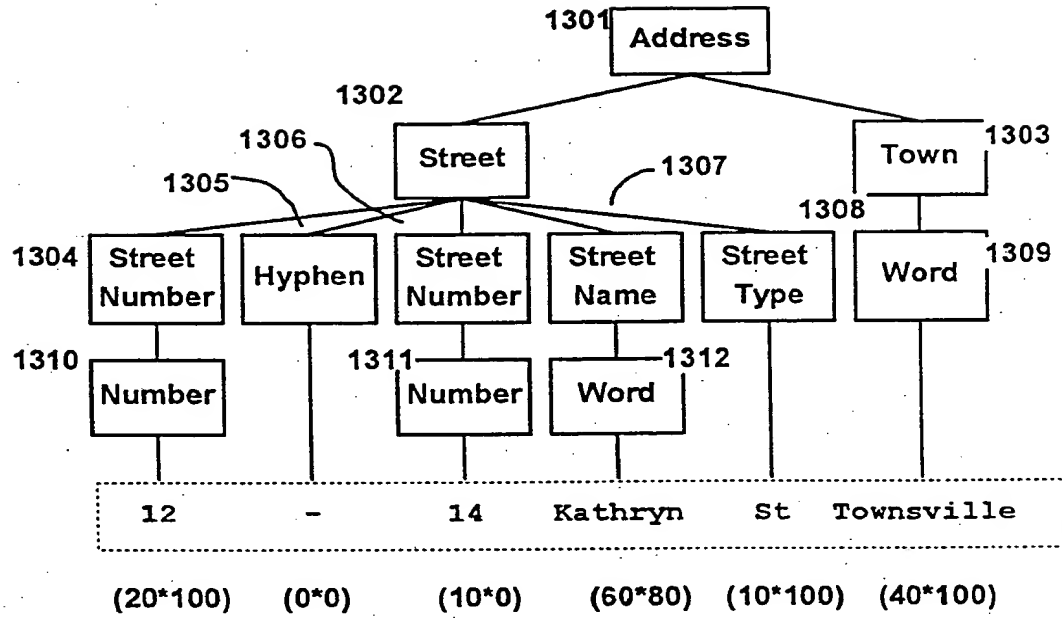 1301
Address
1302
1306
Street
Town
1303
1305
1307
1308
1304
Street Number
Hyphen
Street Number
Street Name
Street Type
Word
1309
1310
Number
1311
Number
Word
1312
12 - 14 Kathryn St Townsville
(20*100) (0*0) (10*0) (60*80) (10*100) (40*100)